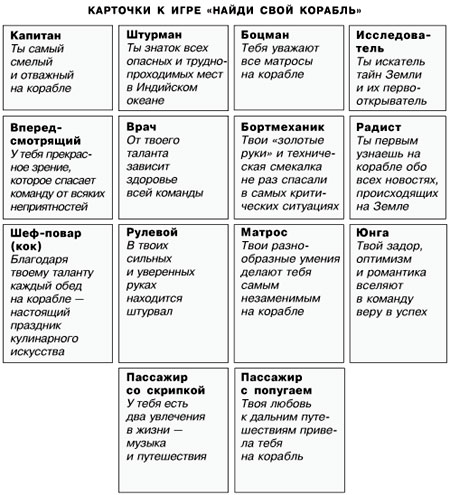 КАРТОЧКИ К ИГРЕ «НАЙДИ СВОЙ КОРАБЛЬ»
Капитан
Ты самый
смелый
и отважный
на корабле
Штурман
Ты знаток всех
опасных и трудно-
проходимых мест
в Индийском
океане
Боцман
Тебя уважают
все матросы
на корабле
Исследова-
тель
Ты искатель
тайн Земли
и их перво-
открыватель
Вперед-
смотрящий
У тебя прекрас-
ное зрение,
которое спасает
команду от всяких
неприятностей
Врач
От твоего
таланта
зависит
здоровье
всей команды
Бортмеханик
Твои «золотые
руки» и техниче-
ская смекалка
не раз спасали
в самых крити-
ческих ситуациях
Радист
Ты первым
узнаешь на
корабле обо
всех новостях,
происходящих
на Земле
Шеф-повар
(кок)
Благодаря
твоему таланту
каждый обед
на корабле —
настоящий
праздник
кулинарного
искусства
Рулевой
В твоих
сильных
и уверенных
руках
находится
штурвал
Матрос
Твои разно-
образные умения
делают тебя
самым
незаменимым
на корабле
Юнга
Твой задор,
оптимизм
и романтика
вселяют
в команду
веру в успех
Пассажир
со скрипкой
У тебя есть
два увлечения
в жизни —
музыка
и путешествия
Пассажир
с попугаем
Твоя любовь
к дальним путе-
шествиям приве-
ла тебя
на корабль